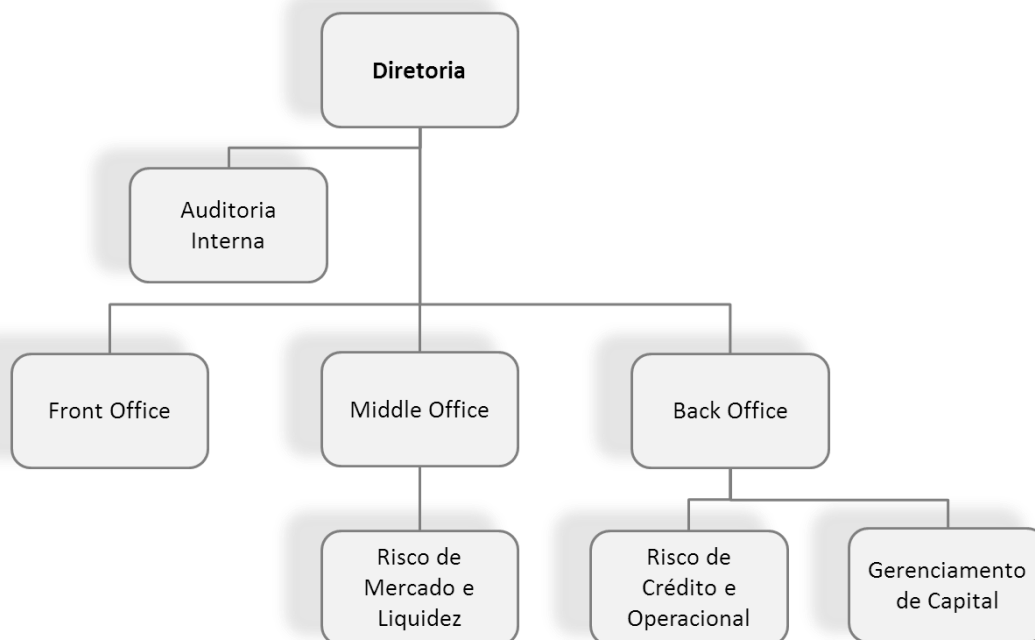 Diretoria
Auditoria
Interna
Front Office
Middle Office
Back Office
Risco de
Mercado e
Liquidez
Risco de
Crédito e
Operacional
Gerenciamento
de Capital